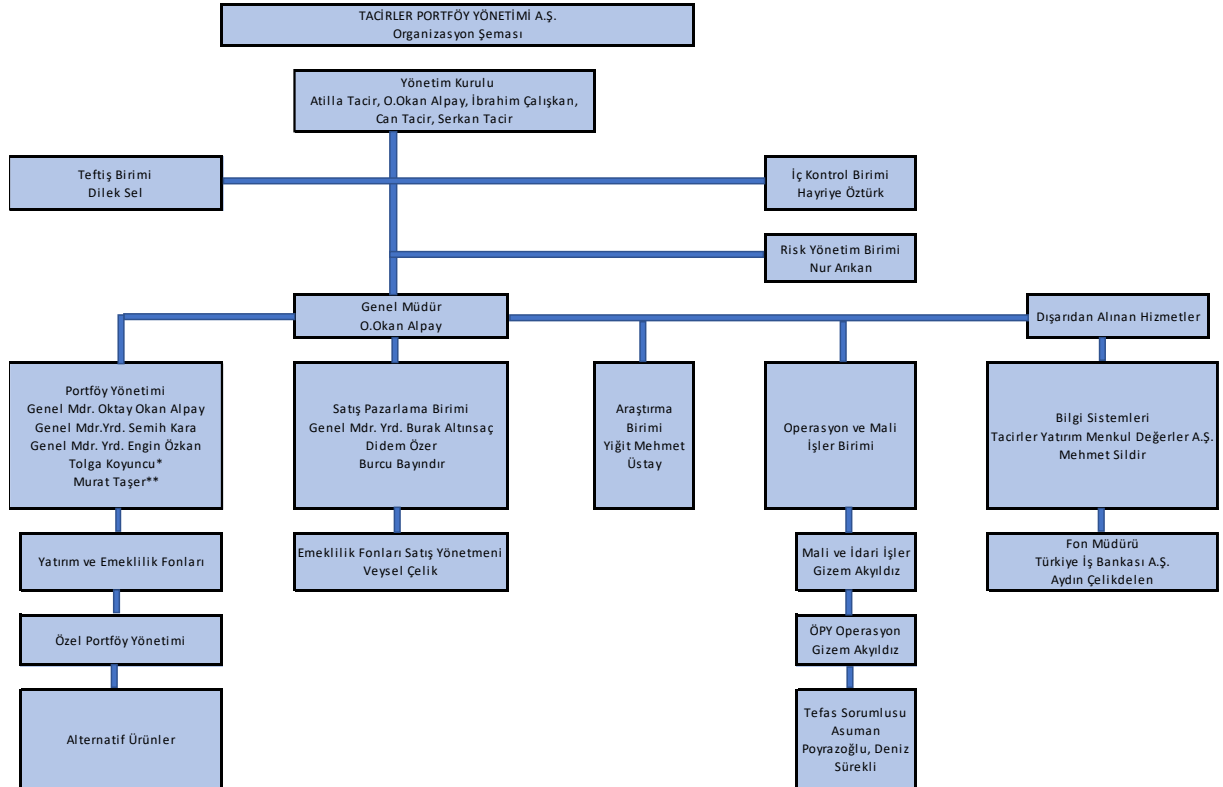 TACİRLER PORTFÖY YÖNETİMİ A.Ş.
Organizasyon Şeması
Yönetim Kurulu
Atilla Tacir, O.Okan Alpay, İbrahim Çalışkan,
Can Tacir, Serkan Tacir
Teftiş Birimi
Dilek Sel
İç Kontrol Birimi
Hayriye Öztürk
Risk Yönetim Birimi
Nur Arıkan
Genel Müdür
O.Okan Alpay
Dışarıdan Alınan Hizmetler
Portföy Yönetimi
Genel Mdr. Oktay Okan Alpay
Genel Mdr.Yrd. Semih Kara
Genel Mdr. Yrd. Engin Özkan
Tolga Koyuncu*
Murat Taşer**
Satış Pazarlama Birimi
Genel Mdr. Yrd. Burak Altınsaç
Didem Özer
Burcu Bayındır
Araştırma
Birimi
Yiğit Mehmet
Üstay
Operasyon ve Mali
İşler Birimi
Bilgi Sistemleri
Tacirler Yatırım Menkul Değerler A.Ş.
Mehmet Sildir
Yatırım ve Emeklilik Fonları
Emeklilik Fonları Satış Yönetmeni
Veysel Çelik
Mali ve İdari İşler
Gizem Akyıldız
Fon Müdürü
Türkiye İş Bankası A.Ş.
Aydın Çelikdelen
Özel Portföy Yönetimi
ÖPY Operasyon
Gizem Akyıldız
Alternatif Ürünler
Tefas Sorumlusu
Asuman
Poyrazoğlu, Deniz
Sürekli